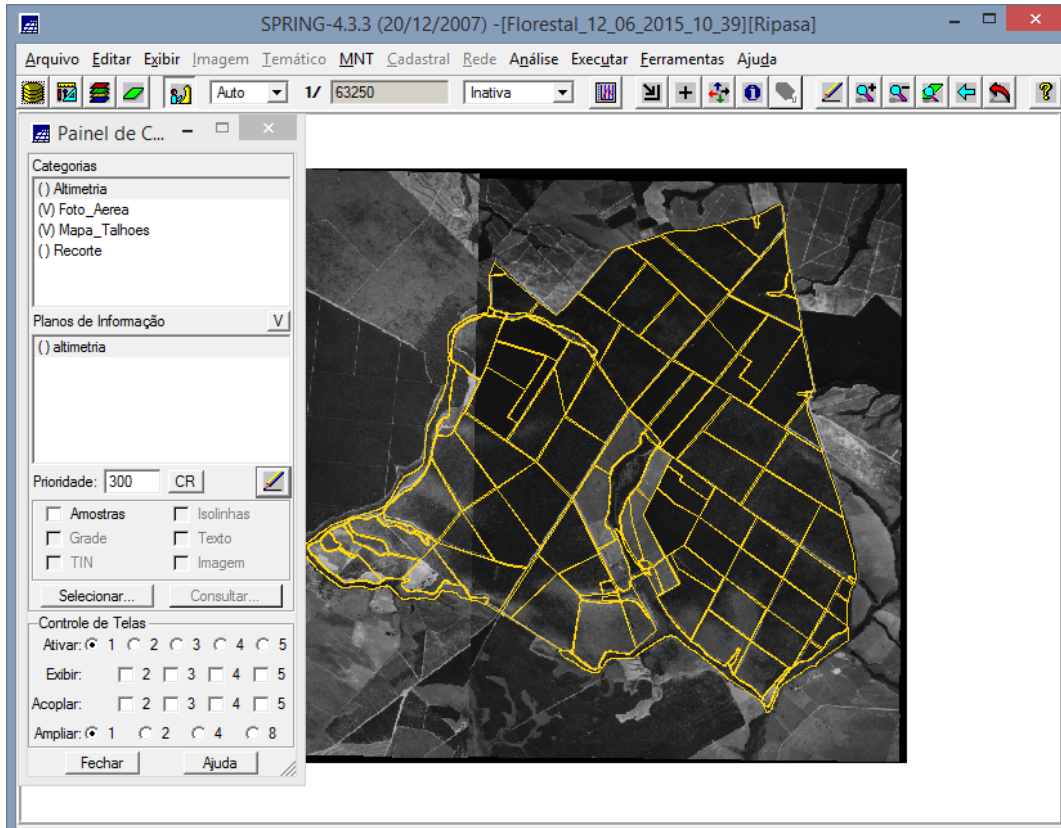 SPRING-4.3.3 (20/12/2007) -[Florestal_12_06_2015_10_39][Ripasa]
Arquivo Editar Exibir Imagem Temático MNT Cadastral Rede Análise Executar Ferramentas Ajuda
Auto 1/ 63250 Inativa
Painel de C...
Categorias
( ) Altimetria
(V) Foto_Aerea
(V) Mapa_Talhoes
( ) Recorte
Planos de Informação V
( ) altimetria
Prioridade: 300 CR
Amostras Isolinhas
Grade Texto
TIN Imagem
Selecionar... Consultar...
Controle de Telas
Ativar: 1 2 3 4 5
Exibir: 2 3 4 5
Acoplar: 2 3 4 5
Ampliar: 1 2 4 8
Fechar Ajuda